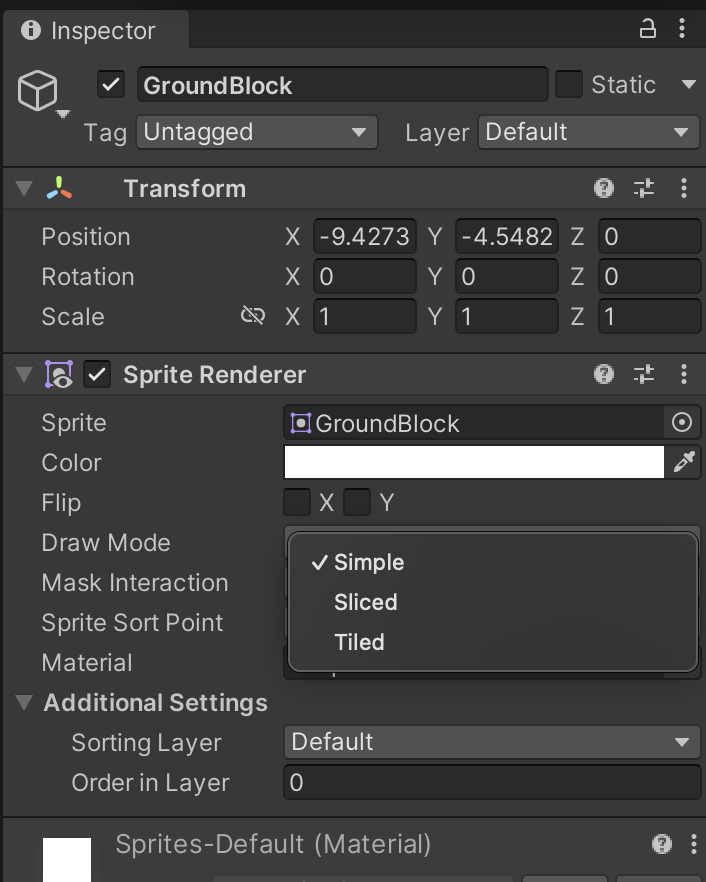 Inspector
GroundBlock Static
Tag Untagged Layer Default
Transform
Position X -9.4273 Y -4.5482 Z 0
Rotation X 0 Y 0 Z 0
Scale X 1 Y 1 Z 1
Sprite Renderer
Sprite GroundBlock
Color
Flip X Y
Draw Mode
Simple
Mask Interaction
Sliced
Sprite Sort Point
Tiled
Material
Additional Settings
Sorting Layer Default
Order in Layer 0
Sprites-Default (Material)